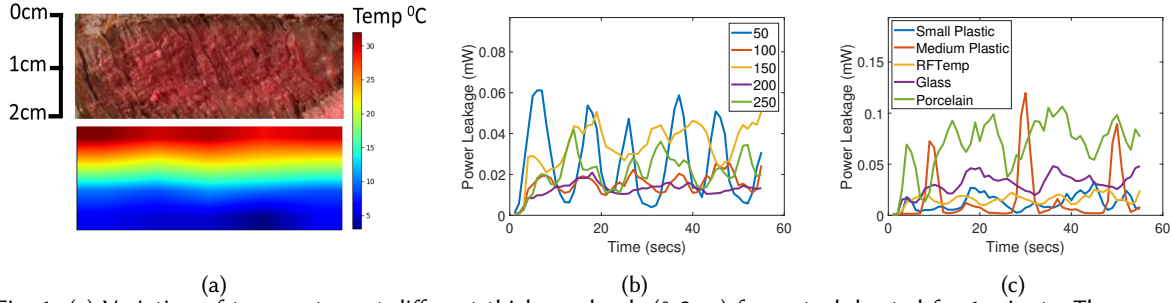 0cm
1cm
2cm
Temp ⁰C
30
25
20
15
10
5
(a)
Power Leakage (mW)
0.08
0.06
0.04
0.02
0
0
20
40
60
Time (secs)
50
100
150
200
250
(b)
Power Leakage (mW)
0.15
0.1
0.05
0
0
20
40
60
Time (secs)
Small Plastic
Medium Plastic
RFTemp
Glass
Porcelain
(c)